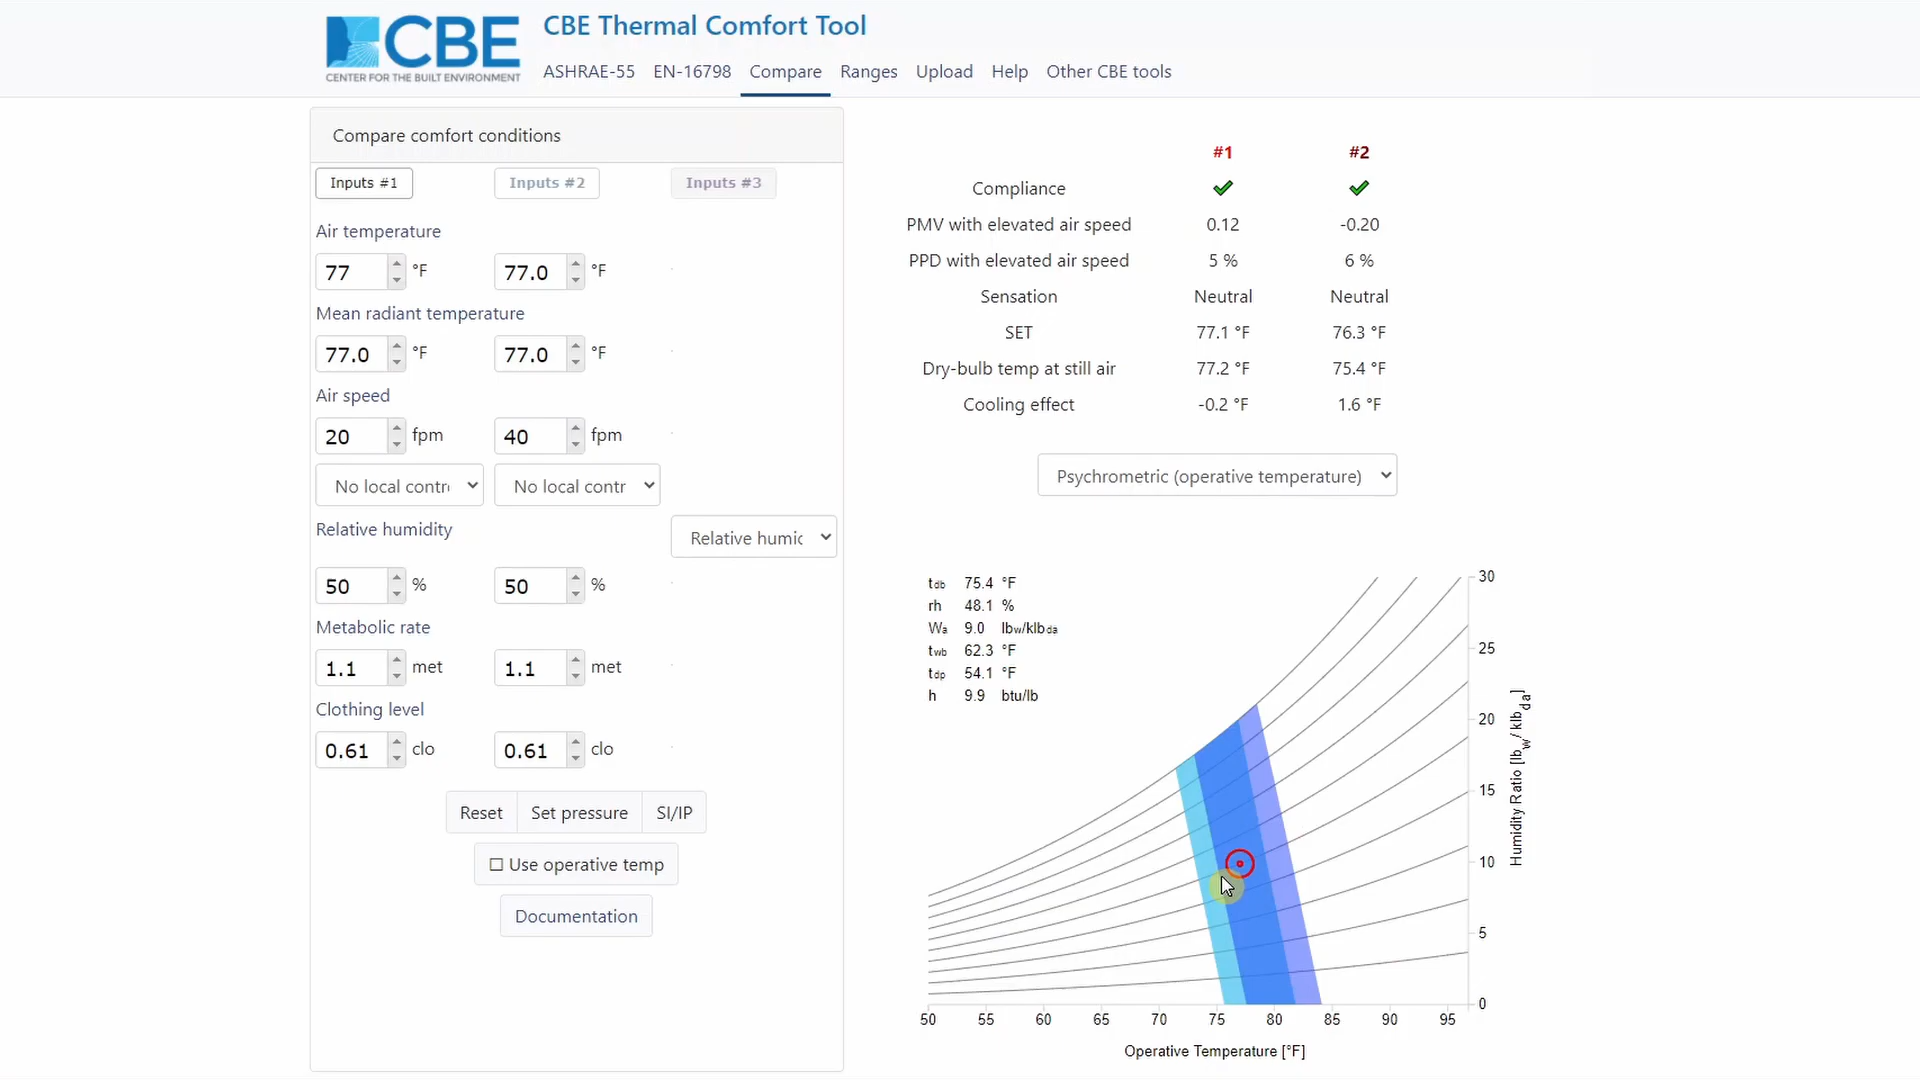 CBE
CENTER FOR THE BUILT ENVIRONMENT
CBE Thermal Comfort Tool
ASHRAE-55 EN-16798 Compare Ranges Upload Help Other CBE tools
Compare comfort conditions
Inputs #1 Inputs #2 Inputs #3
Air temperature
77 °F 77.0 °F
Mean radiant temperature
77.0 °F 77.0 °F
Air speed
20 fpm 40 fpm
No local contr No local contr
Relative humidity
Relative humic
50 % 50 %
Metabolic rate
1.1 met 1.1 met
Clothing level
0.61 clo 0.61 clo
Reset Set pressure SI/IP
Use operative temp
Documentation
#1 #2
Compliance
PMV with elevated air speed 0.12 -0.20
PPD with elevated air speed 5 % 6 %
Sensation Neutral Neutral
SET 77.1 °F 76.3 °F
Dry-bulb temp at still air 77.2 °F 75.4 °F
Cooling effect -0.2 °F 1.6 °F
Psychrometric (operative temperature)
tdb 75.4 °F
rh 48.1 %
Wa 9.0 lbw/klbda
twb 62.3 °F
tdp 54.1 °F
h 9.9 btu/lb
30
25
20
15
10
5
0
Humidity Ratio [lbw / klbda]
50 55 60 65 70 75 80 85 90 95
Operative Temperature [°F]